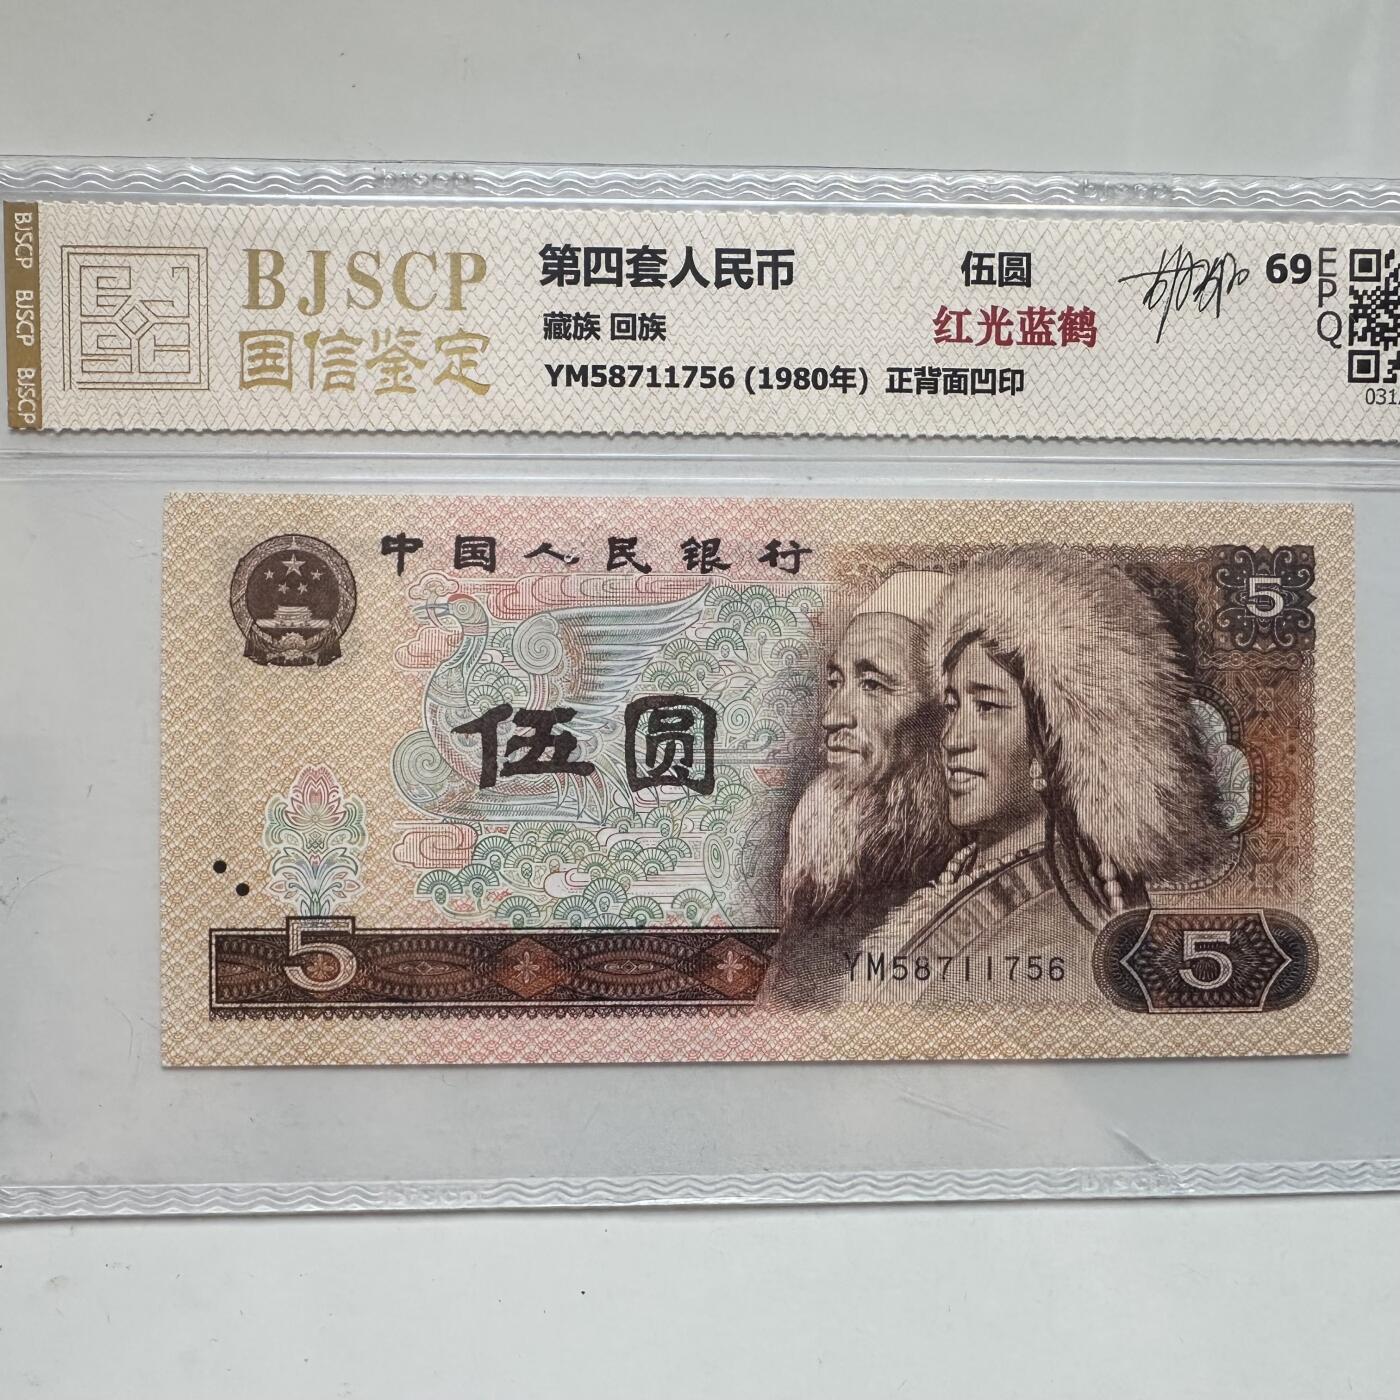 BJSCP BJSCP BJSCP
BJSCP
国信鉴定
第四套人民币 伍圆
藏族 回族 红光蓝鹤
YM58711756 (1980年) 正背面凹印
69 EPQ
中国人民银行
5
伍圆
5
YM58711756
5